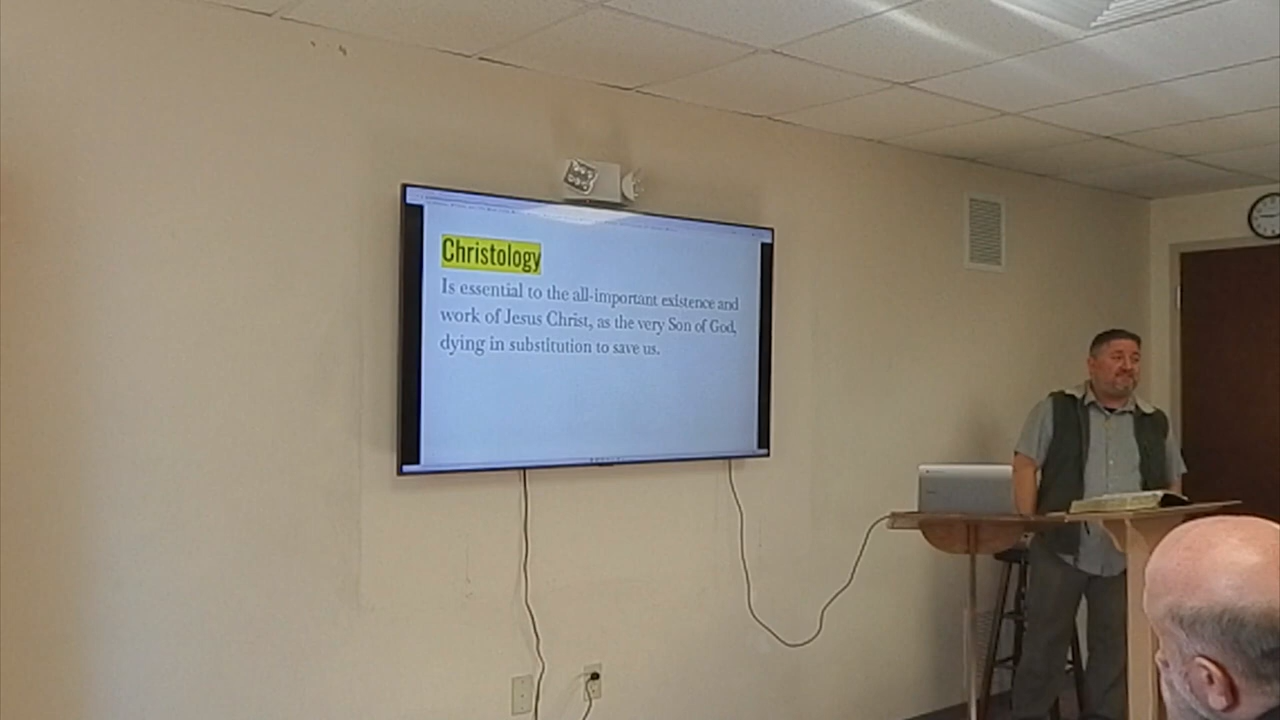 Christology
Is essential to the all-important existence and
work of Jesus Christ, as the very Son of God,
dying in substitution to save us.